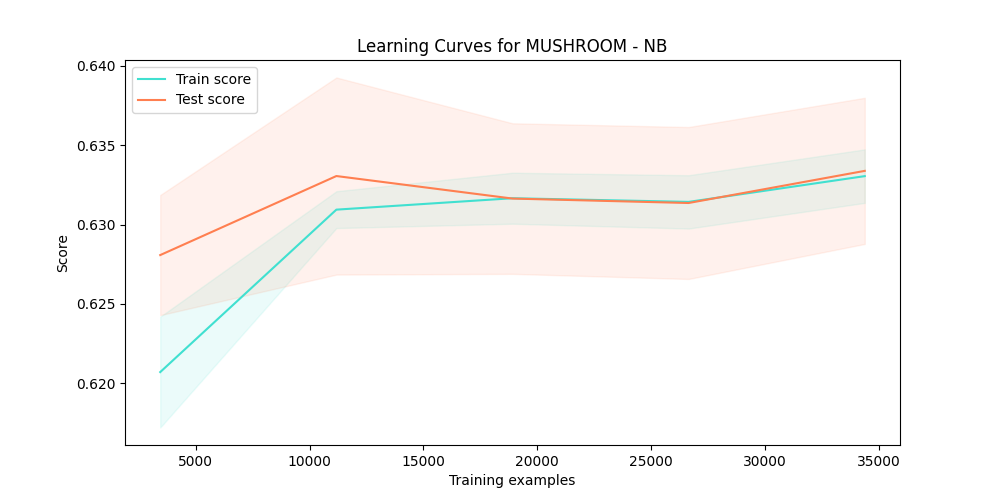 Learning Curves for MUSHROOM - NB
Train score
Test score
0.640
0.635
0.630
0.625
0.620
Score
5000 10000 15000 20000 25000 30000 35000
Training examples